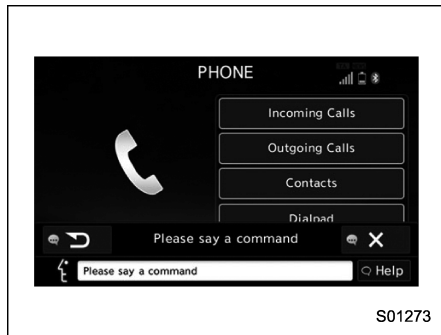 PHONE
Incoming Calls
Outgoing Calls
Contacts
Dialpad
Please say a command
Please say a command
Help
S01273